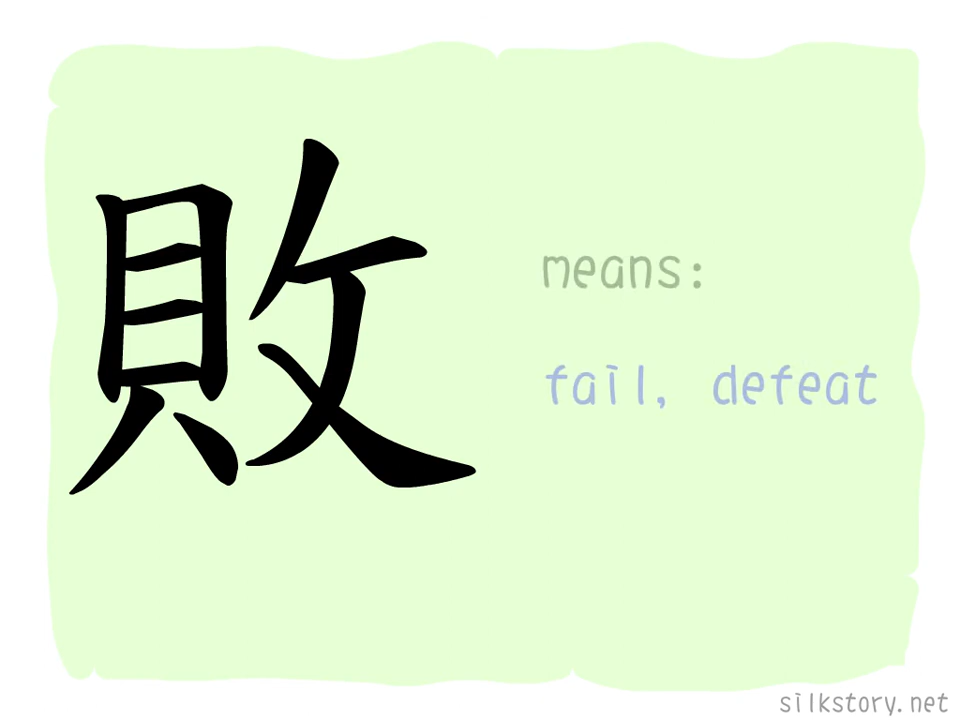 敗
means:
fail, defeat
silkstory.net